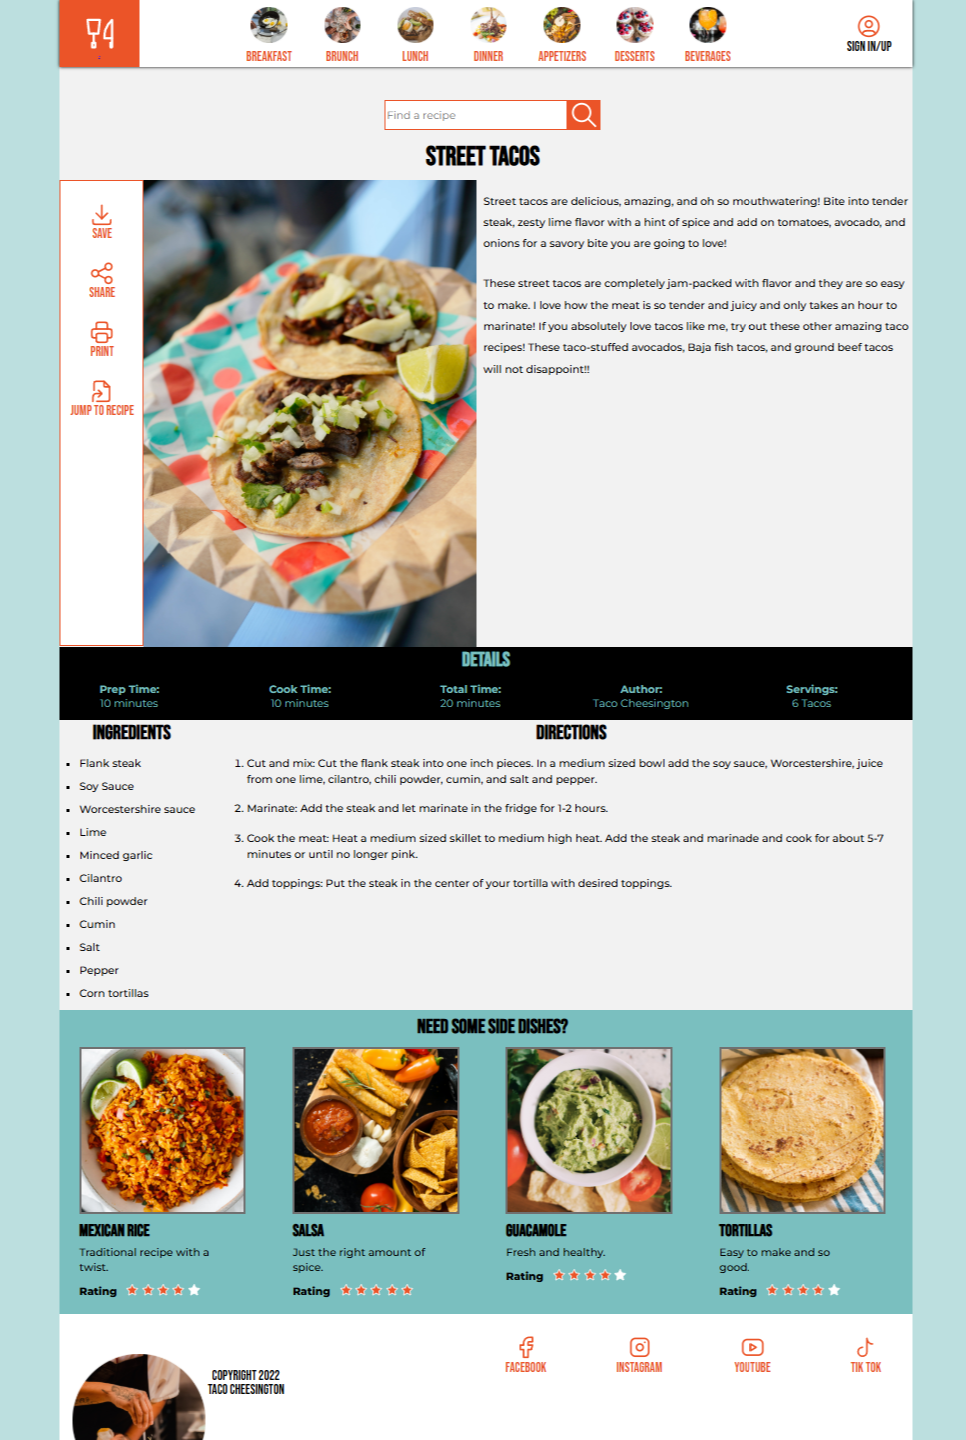 BREAKFAST
BRUNCH
LUNCH
DINNER
APPETIZERS
DESSERTS
BEVERAGES
SIGN IN/UP
Find a recipe
STREET TACOS
SAVE
SHARE
PRINT
JUMP TO RECIPE
Street tacos are delicious, amazing, and oh so mouthwatering! Bite into tender
steak, zesty lime flavor with a hint of spice and add on tomatoes, avocado, and
onions for a savory bite you are going to love!
These street tacos are completely jam-packed with flavor and they are so easy
to make. I love how the meat is so tender and juicy and only takes an hour to
marinate! If you absolutely love tacos like me, try out these other amazing taco
recipes! These taco-stuffed avocados, Baja fish tacos, and ground beef tacos
will not disappoint!!
DETAILS
Prep Time:
10 minutes
Cook Time:
10 minutes
Total Time:
20 minutes
Author:
Taco Cheesington
Servings:
6 Tacos
INGREDIENTS
Flank steak
Soy Sauce
Worcestershire sauce
Lime
Minced garlic
Cilantro
Chili powder
Cumin
Salt
Pepper
Corn tortillas
DIRECTIONS
1. Cut and mix: Cut the flank steak into one inch pieces. In a medium sized bowl add the soy sauce, Worcestershire, juice
from one lime, cilantro, chili powder, cumin, and salt and pepper.
2. Marinate: Add the steak and let marinate in the fridge for 1-2 hours.
3. Cook the meat: Heat a medium sized skillet to medium high heat. Add the steak and marinade and cook for about 5-7
minutes or until no longer pink.
4. Add toppings: Put the steak in the center of your tortilla with desired toppings.
NEED SOME SIDE DISHES?
MEXICAN RICE
Traditional recipe with a
twist.
Rating
SALSA
Just the right amount of
spice.
Rating
GUACAMOLE
Fresh and healthy.
Rating
TORTILLAS
Easy to make and so
good.
Rating
COPYRIGHT 2022
TACO CHEESINGTON
FACEBOOK
INSTAGRAM
YOUTUBE
TIK TOK